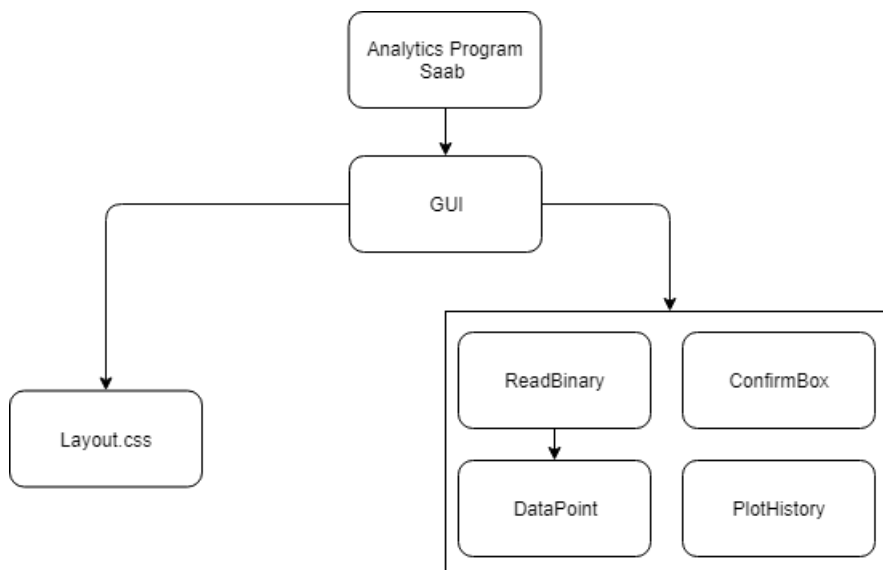 Analytics Program
Saab
GUI
ReadBinary
ConfirmBox
Layout.css
DataPoint
PlotHistory